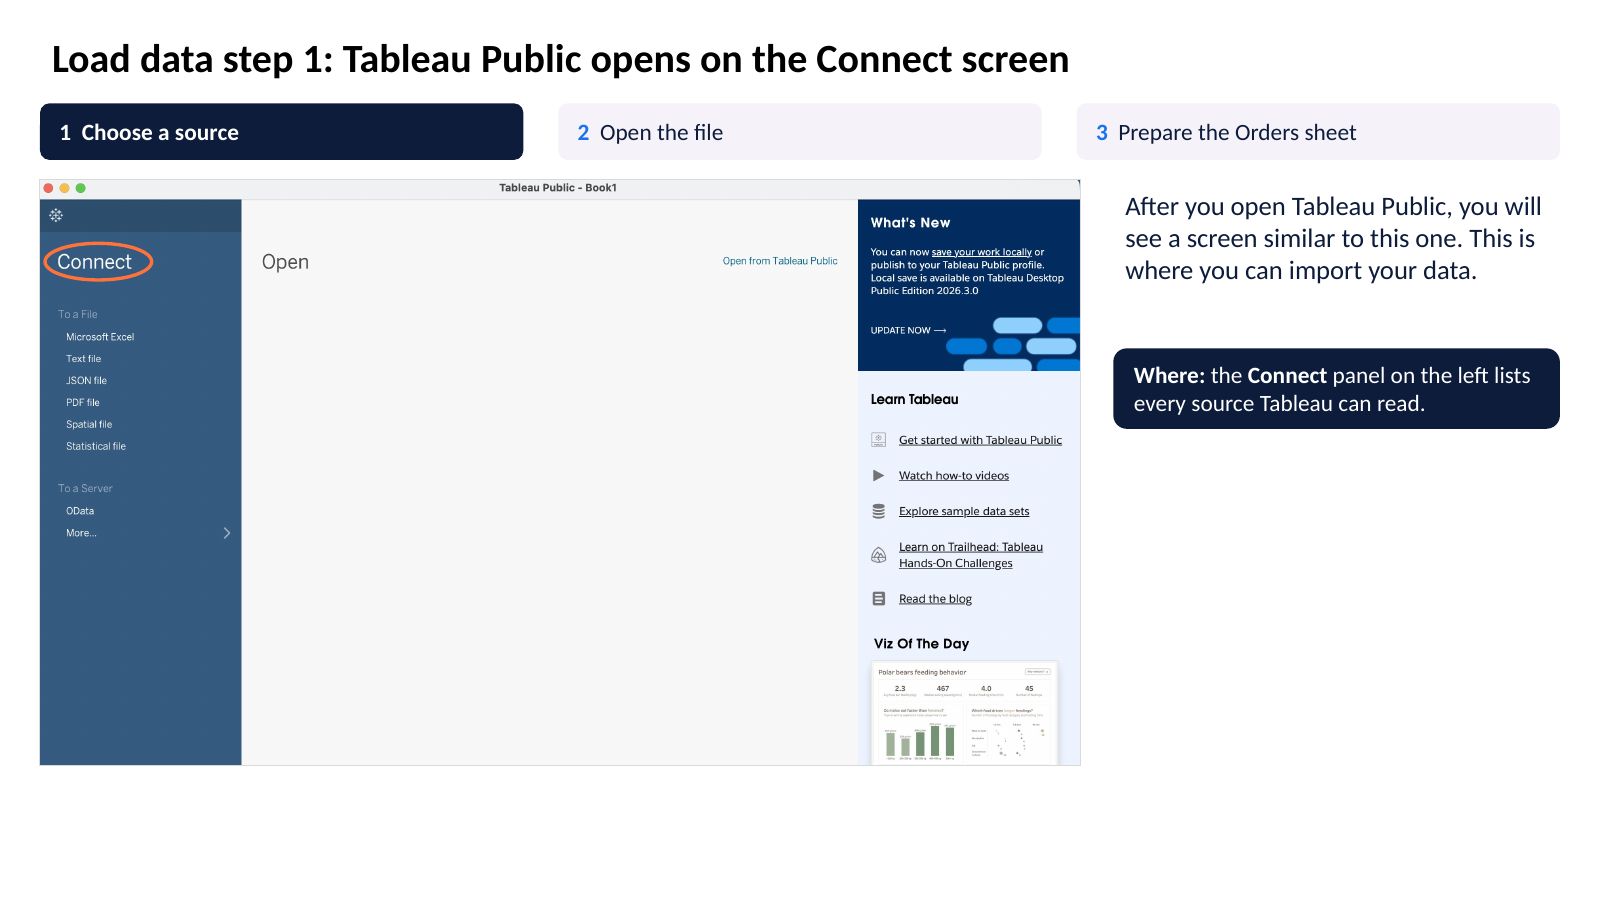 Load data step 1: Tableau Public opens on the Connect screen
1 Choose a source
2 Open the file
3 Prepare the Orders sheet
Tableau Public - Book1
Connect
To a File
Microsoft Excel
Text file
JSON file
PDF file
Spatial file
Statistical file
To a Server
OData
More...
Open
Open from Tableau Public
What's New
You can now save your work locally or
publish to your Tableau Public profile.
Local save is available on Tableau Desktop
Public Edition 2026.3.0
UPDATE NOW →
Learn Tableau
Get started with Tableau Public
Watch how-to videos
Explore sample data sets
Learn on Trailhead: Tableau
Hands-On Challenges
Read the blog
Viz Of The Day
Polar bears feeding behavior
2.3
467
4.0
45
After you open Tableau Public, you will
see a screen similar to this one. This is
where you can import your data.
Where: the Connect panel on the left lists
every source Tableau can read.